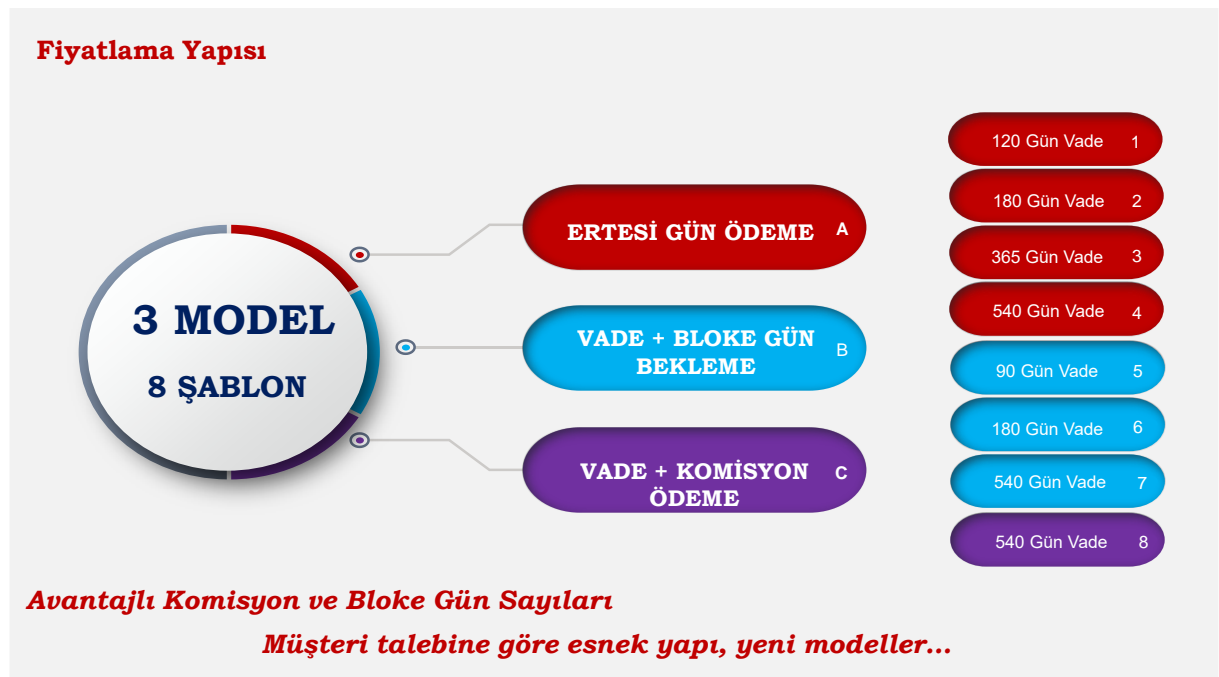 Fiyatlama Yapısı
3 MODEL
8 ŞABLON
ERTESİ GÜN ÖDEME A
VADE + BLOKE GÜN
BEKLEME
B
VADE + KOMİSYON
ÖDEME
C
120 Gün Vade 1
180 Gün Vade 2
365 Gün Vade 3
540 Gün Vade 4
90 Gün Vade 5
180 Gün Vade 6
540 Gün Vade 7
540 Gün Vade 8
Avantajlı Komisyon ve Bloke Gün Sayıları
Müşteri talebine göre esnek yapı, yeni modeller...